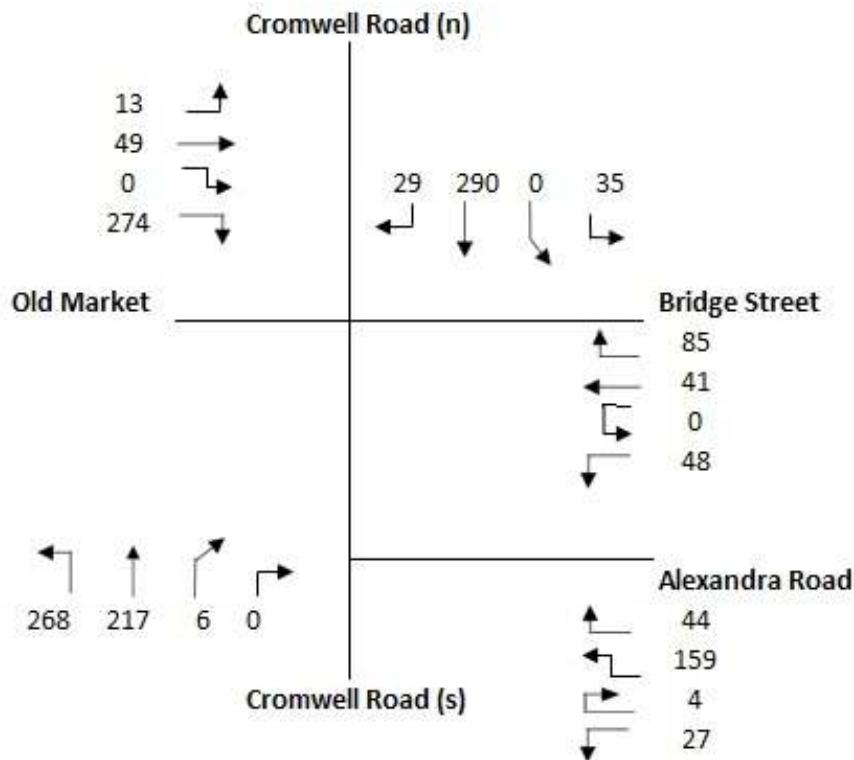 Cromwell Road (n)
13
49
0
274
29 290 0 35
Old Market
Bridge Street
85
41
0
48
268 217 6 0
Cromwell Road (s)
Alexandra Road
44
159
4
27